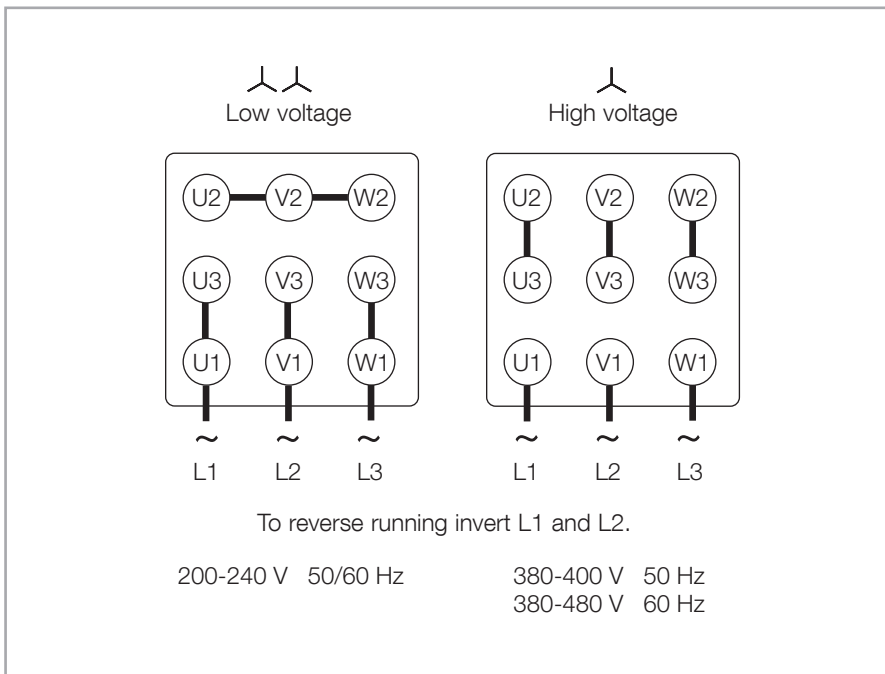 Low voltage High voltage
U2 V2 W2 U2 V2 W2
U3 V3 W3 U3 V3 W3
U1 V1 W1 U1 V1 W1
~ ~ ~ ~ ~ ~
L1 L2 L3 L1 L2 L3
To reverse running invert L1 and L2.
200-240 V 50/60 Hz 380-400 V 50 Hz
380-480 V 60 Hz